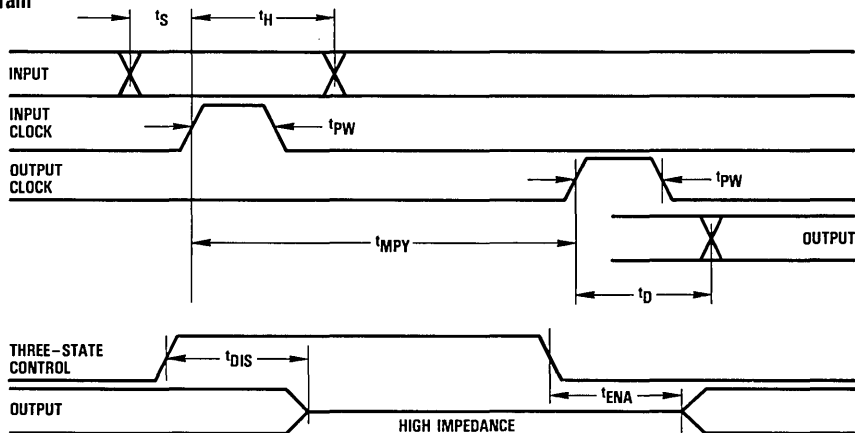 tS
tH
INPUT
INPUT
CLOCK
tPW
OUTPUT
CLOCK
tPW
tMPY
OUTPUT
tD
THREE-STATE
CONTROL
tDIS
tENA
OUTPUT
HIGH IMPEDANCE